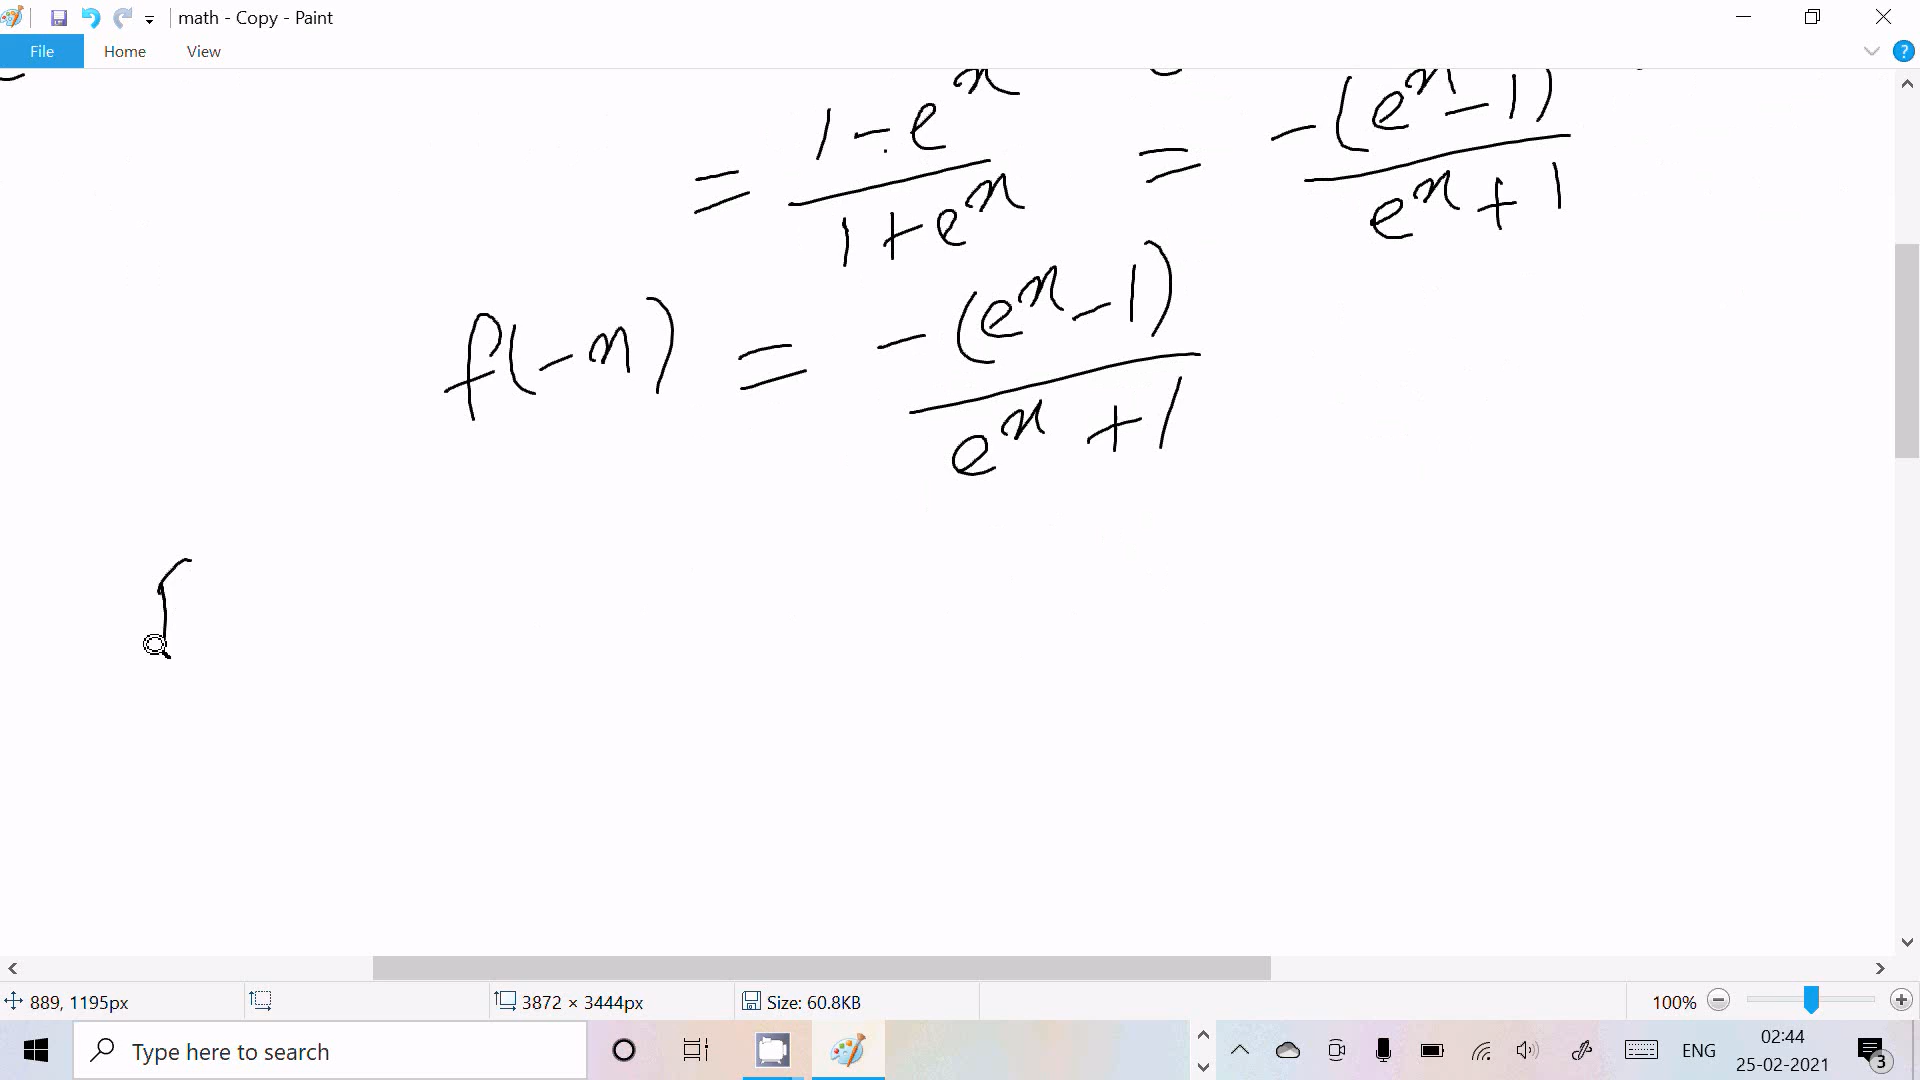 math - Copy - Paint
File Home View
= 1 - e^x / 1 + e^x = -(e^x - 1) / e^x + 1
f(-x) = -(e^x - 1) / e^x + 1
889, 1195px 3872 × 3444px Size: 60.8KB 100%
Type here to search ENG 02:44
25-02-2021 3